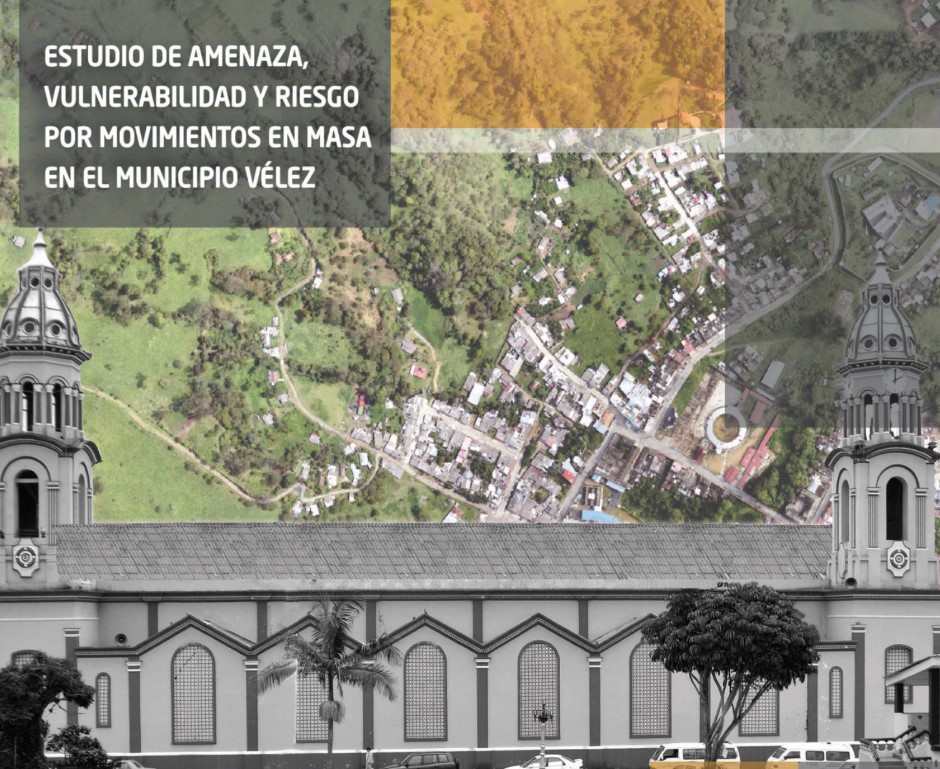 ESTUDIO DE AMENAZA,
VULNERABILIDAD Y RIESGO
POR MOVIMIENTOS EN MASA
EN EL MUNICIPIO VÉLEZ